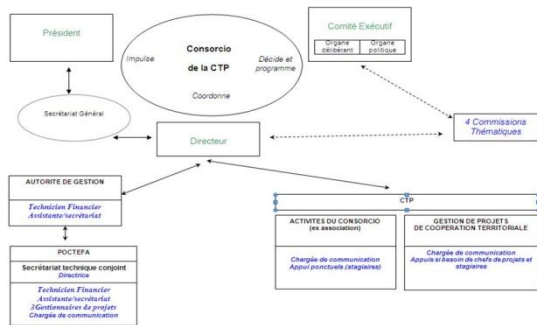 Président
Comité Exécutif
Organe délibérant
Organe politique
Impulse
Consorcio
de la CTP
Décide et
programme
Coordonne
Secrétariat Général
Directeur
4 Commissions
Thématiques
AUTORITE DE GESTION
Technicien Financier
Assistante/secrétariat
POCTEFA
Secrétariat technique conjoint
Directrice
Technicien Financier
Assistante/secrétariat
3Gestionnaires de projets
Chargée de communication
CTP
ACTIVITES DU CONSORCIO
(ex association)
Chargée de communication
Appui ponctuels (stagiaires)
GESTION DE PROJETS
DE COOPERATION TERRITORIALE
Chargée de communication
Appuis si besoin de chefs de projets et
stagiaires